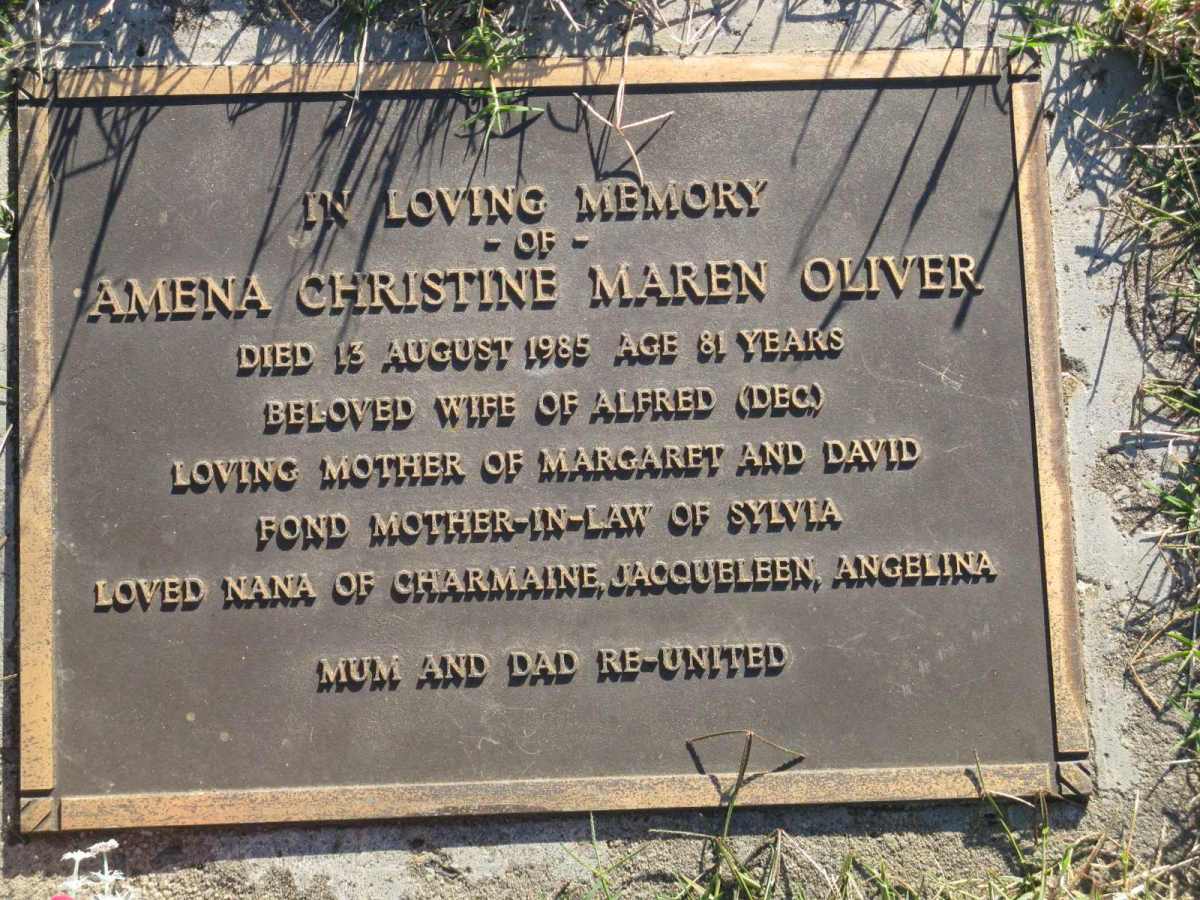 IN LOVING MEMORY
- OF -
AMENA CHRISTINE MAREN OLIVER
DIED 13 AUGUST 1985 AGE 81 YEARS
BELOVED WIFE OF ALFRED (DEC)
LOVING MOTHER OF MARGARET AND DAVID
FOND MOTHER-IN-LAW OF SYLVIA
LOVED NANA OF CHARMAINE, JACQUELEEN, ANGELINA
MUM AND DAD RE-UNITED